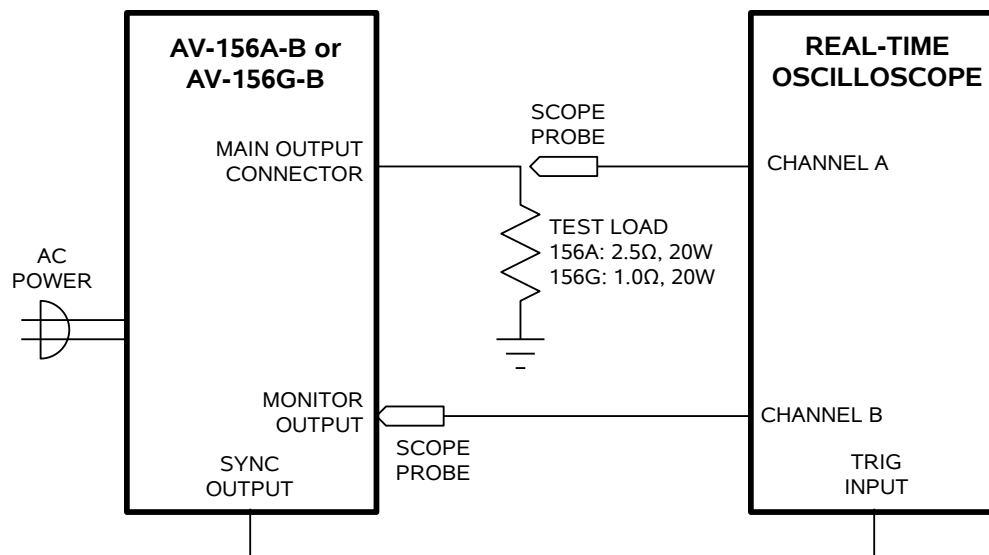 AV-156A-B or
AV-156G-B
REAL-TIME
OSCILLOSCOPE
SCOPE
PROBE
MAIN OUTPUT
CONNECTOR
CHANNEL A
TEST LOAD
156A: 2.5Ω, 20W
156G: 1.0Ω, 20W
AC
POWER
MONITOR
OUTPUT
CHANNEL B
SCOPE
PROBE
SYNC
OUTPUT
TRIG
INPUT